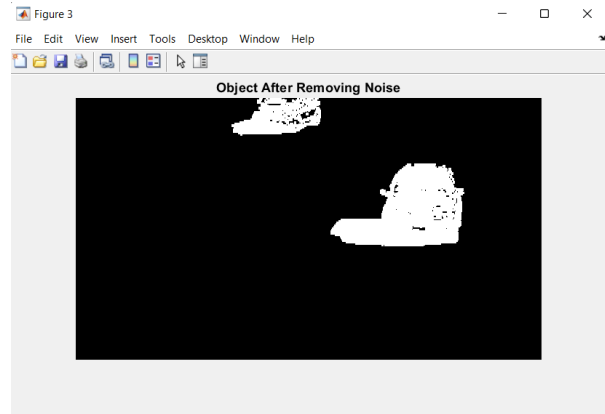 Figure 3
File Edit View Insert Tools Desktop Window Help
Object After Removing Noise